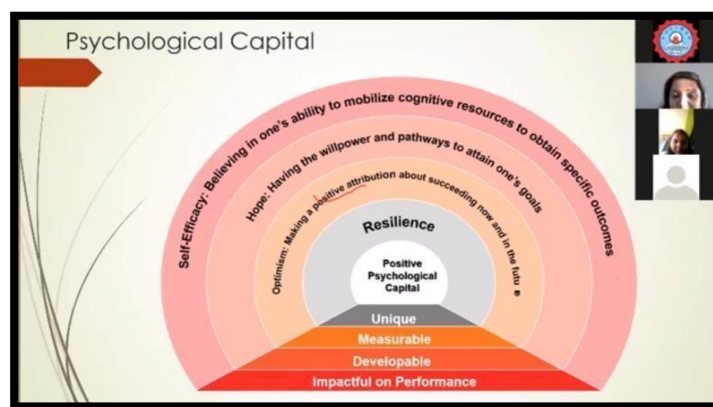 Psychological Capital
Self-Efficacy: Believing in one's ability to mobilize cognitive resources to obtain specific outcomes
Hope: Having the willpower and pathways to attain one's goals
Optimism: Making a positive attribution about succeeding now and in the future
Resilience
Positive
Psychological
Capital
Unique
Measurable
Developable
Impactful on Performance